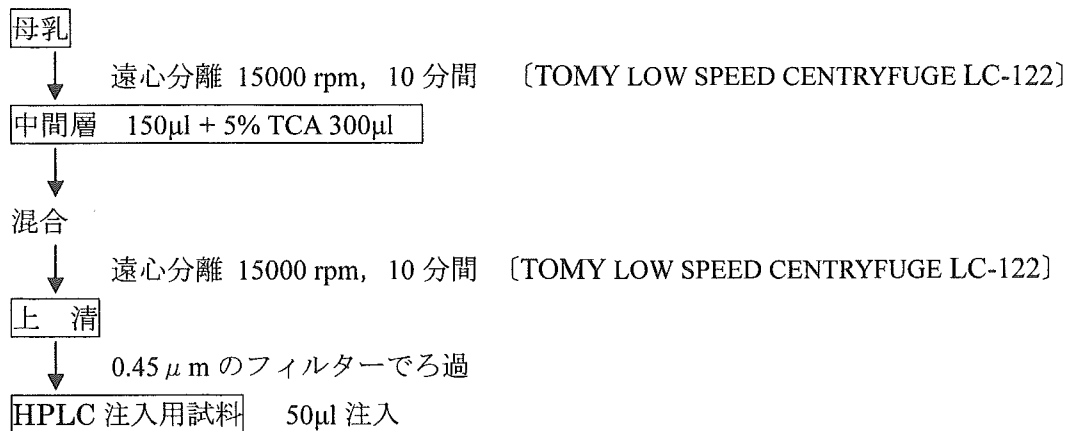 母乳
遠心分離 15000 rpm, 10 分間 〔TOMY LOW SPEED CENTRYFUGE LC-122〕
中間層 150μl + 5% TCA 300μl
混合
遠心分離 15000 rpm, 10 分間 〔TOMY LOW SPEED CENTRYFUGE LC-122〕
上 清
0.45 μ m のフィルターでろ過
HPLC 注入用試料 50μl 注入